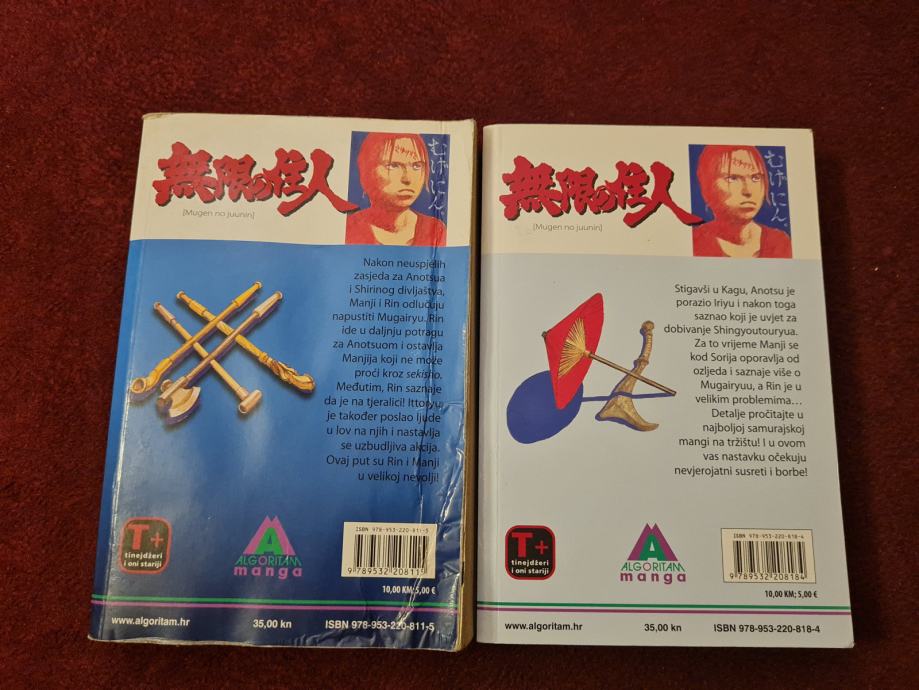 無限の住人
むげにん。
[Mugen no juunin]
Nakon neuspjelih
zasjeda za Anotsua
i Shirinog divljaštva,
Manji i Rin odlučuju
napustiti Mugairyu. Rin
ide u daljnju potragu
za Anotsuom i ostavlja
Manjija koji ne može
proći kroz sekisho.
Međutim, Rin saznaje
da je na tjeralici! Ittoryu
je također poslao ljude
u lov na njih i nastavlja
se uzbudljiva akcija.
Ovaj put su Rin i Manji
u velikoj nevolji!
T+
tinejdžeri
i oni stariji
A
ALGORITAM
manga
ISBN 978-953-220-811-5
9 789532 208115
10,00 KM; 5,00 €
www.algoritam.hr
35,00 kn
ISBN 978-953-220-811-5
無限の住人
むげにん。
[Mugen no juunin]
Stigavši u Kagu, Anotsu je
porazio Iriyu i nakon toga
saznao koji je uvjet za
dobivanje Shingyoutouryua.
Za to vrijeme Manji se
kod Sorija oporavlja od
ozljeda i saznaje više o
Mugairyuu, a Rin je u
velikim problemima...
Detalje pročitajte u
najboljoj samurajskoj
mangi na tržištu! I u ovom
vas nastavku očekuju
nevjerojatni susreti i borbe!
T+
tinejdžeri
i oni stariji
A
ALGORITAM
manga
ISBN 978-953-220-818-4
9 789532 208184
10,00 KM; 5,00 €
www.algoritam.hr
35,00 kn
ISBN 978-953-220-818-4